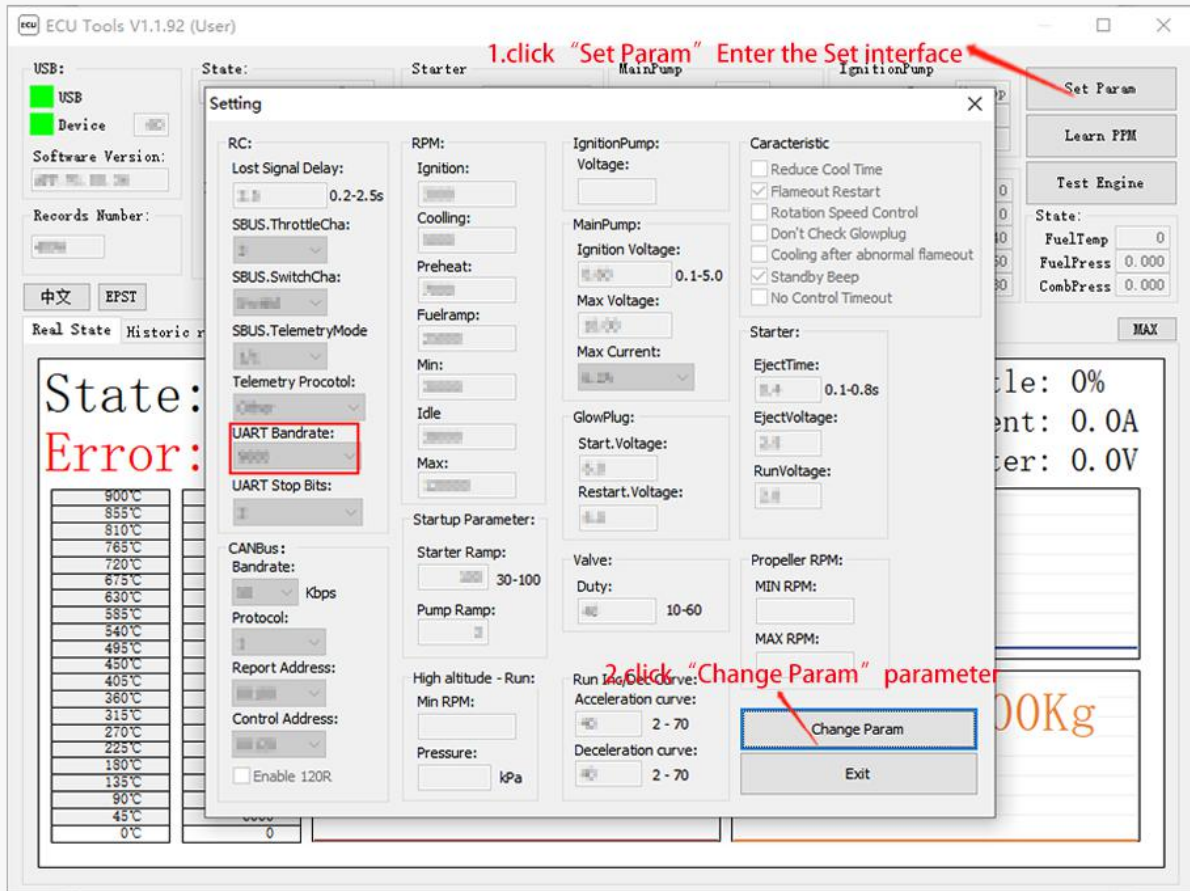 ECU Tools V1.1.92 (User)
1.click “Set Param” Enter the Set interface
USB:
USB
Device
Software Version:
Records Number:
中文
EPST
State:
Starter
MainPump
IgnitionPump
Set Param
Learn PPM
Test Engine
State:
FuelTemp 0
FuelPress 0.000
CombPress 0.000
MAX
Real State
Historic r
State:
Error:
900℃
855℃
810℃
765℃
720℃
675℃
630℃
585℃
540℃
495℃
450℃
405℃
360℃
315℃
270℃
225℃
180℃
135℃
90℃
45℃
0℃
0
Setting
RC:
Lost Signal Delay:
0.2-2.5s
SBUS.ThrottleCha:
SBUS.SwitchCha:
SBUS.TelemetryMode
Telemetry Procotol:
UART Bandrate:
UART Stop Bits:
CANBus:
Bandrate:
Kbps
Protocol:
Report Address:
Control Address:
Enable 120R
RPM:
Ignition:
Coolling:
Preheat:
Fuelramp:
Min:
Idle
Max:
Startup Parameter:
Starter Ramp:
30-100
Pump Ramp:
High altitude - Run:
Min RPM:
Pressure:
kPa
IgnitionPump:
Voltage:
MainPump:
Ignition Voltage:
0.1-5.0
Max Voltage:
Max Current:
GlowPlug:
Start.Voltage:
Restart.Voltage:
Valve:
Duty:
10-60
Run Inc/Dec Curve:
Acceleration curve:
2 - 70
Deceleration curve:
2 - 70
Caracteristic
Reduce Cool Time
Flameout Restart
Rotation Speed Control
Don't Check Glowplug
Cooling after abnormal flameout
Standby Beep
No Control Timeout
Starter:
EjectTime:
0.1-0.8s
EjectVoltage:
RunVoltage:
Propeller RPM:
MIN RPM:
MAX RPM:
2.click “Change Param” parameter
Change Param
Exit
tle: 0%
ent: 0.0A
ter: 0.0V
00Kg